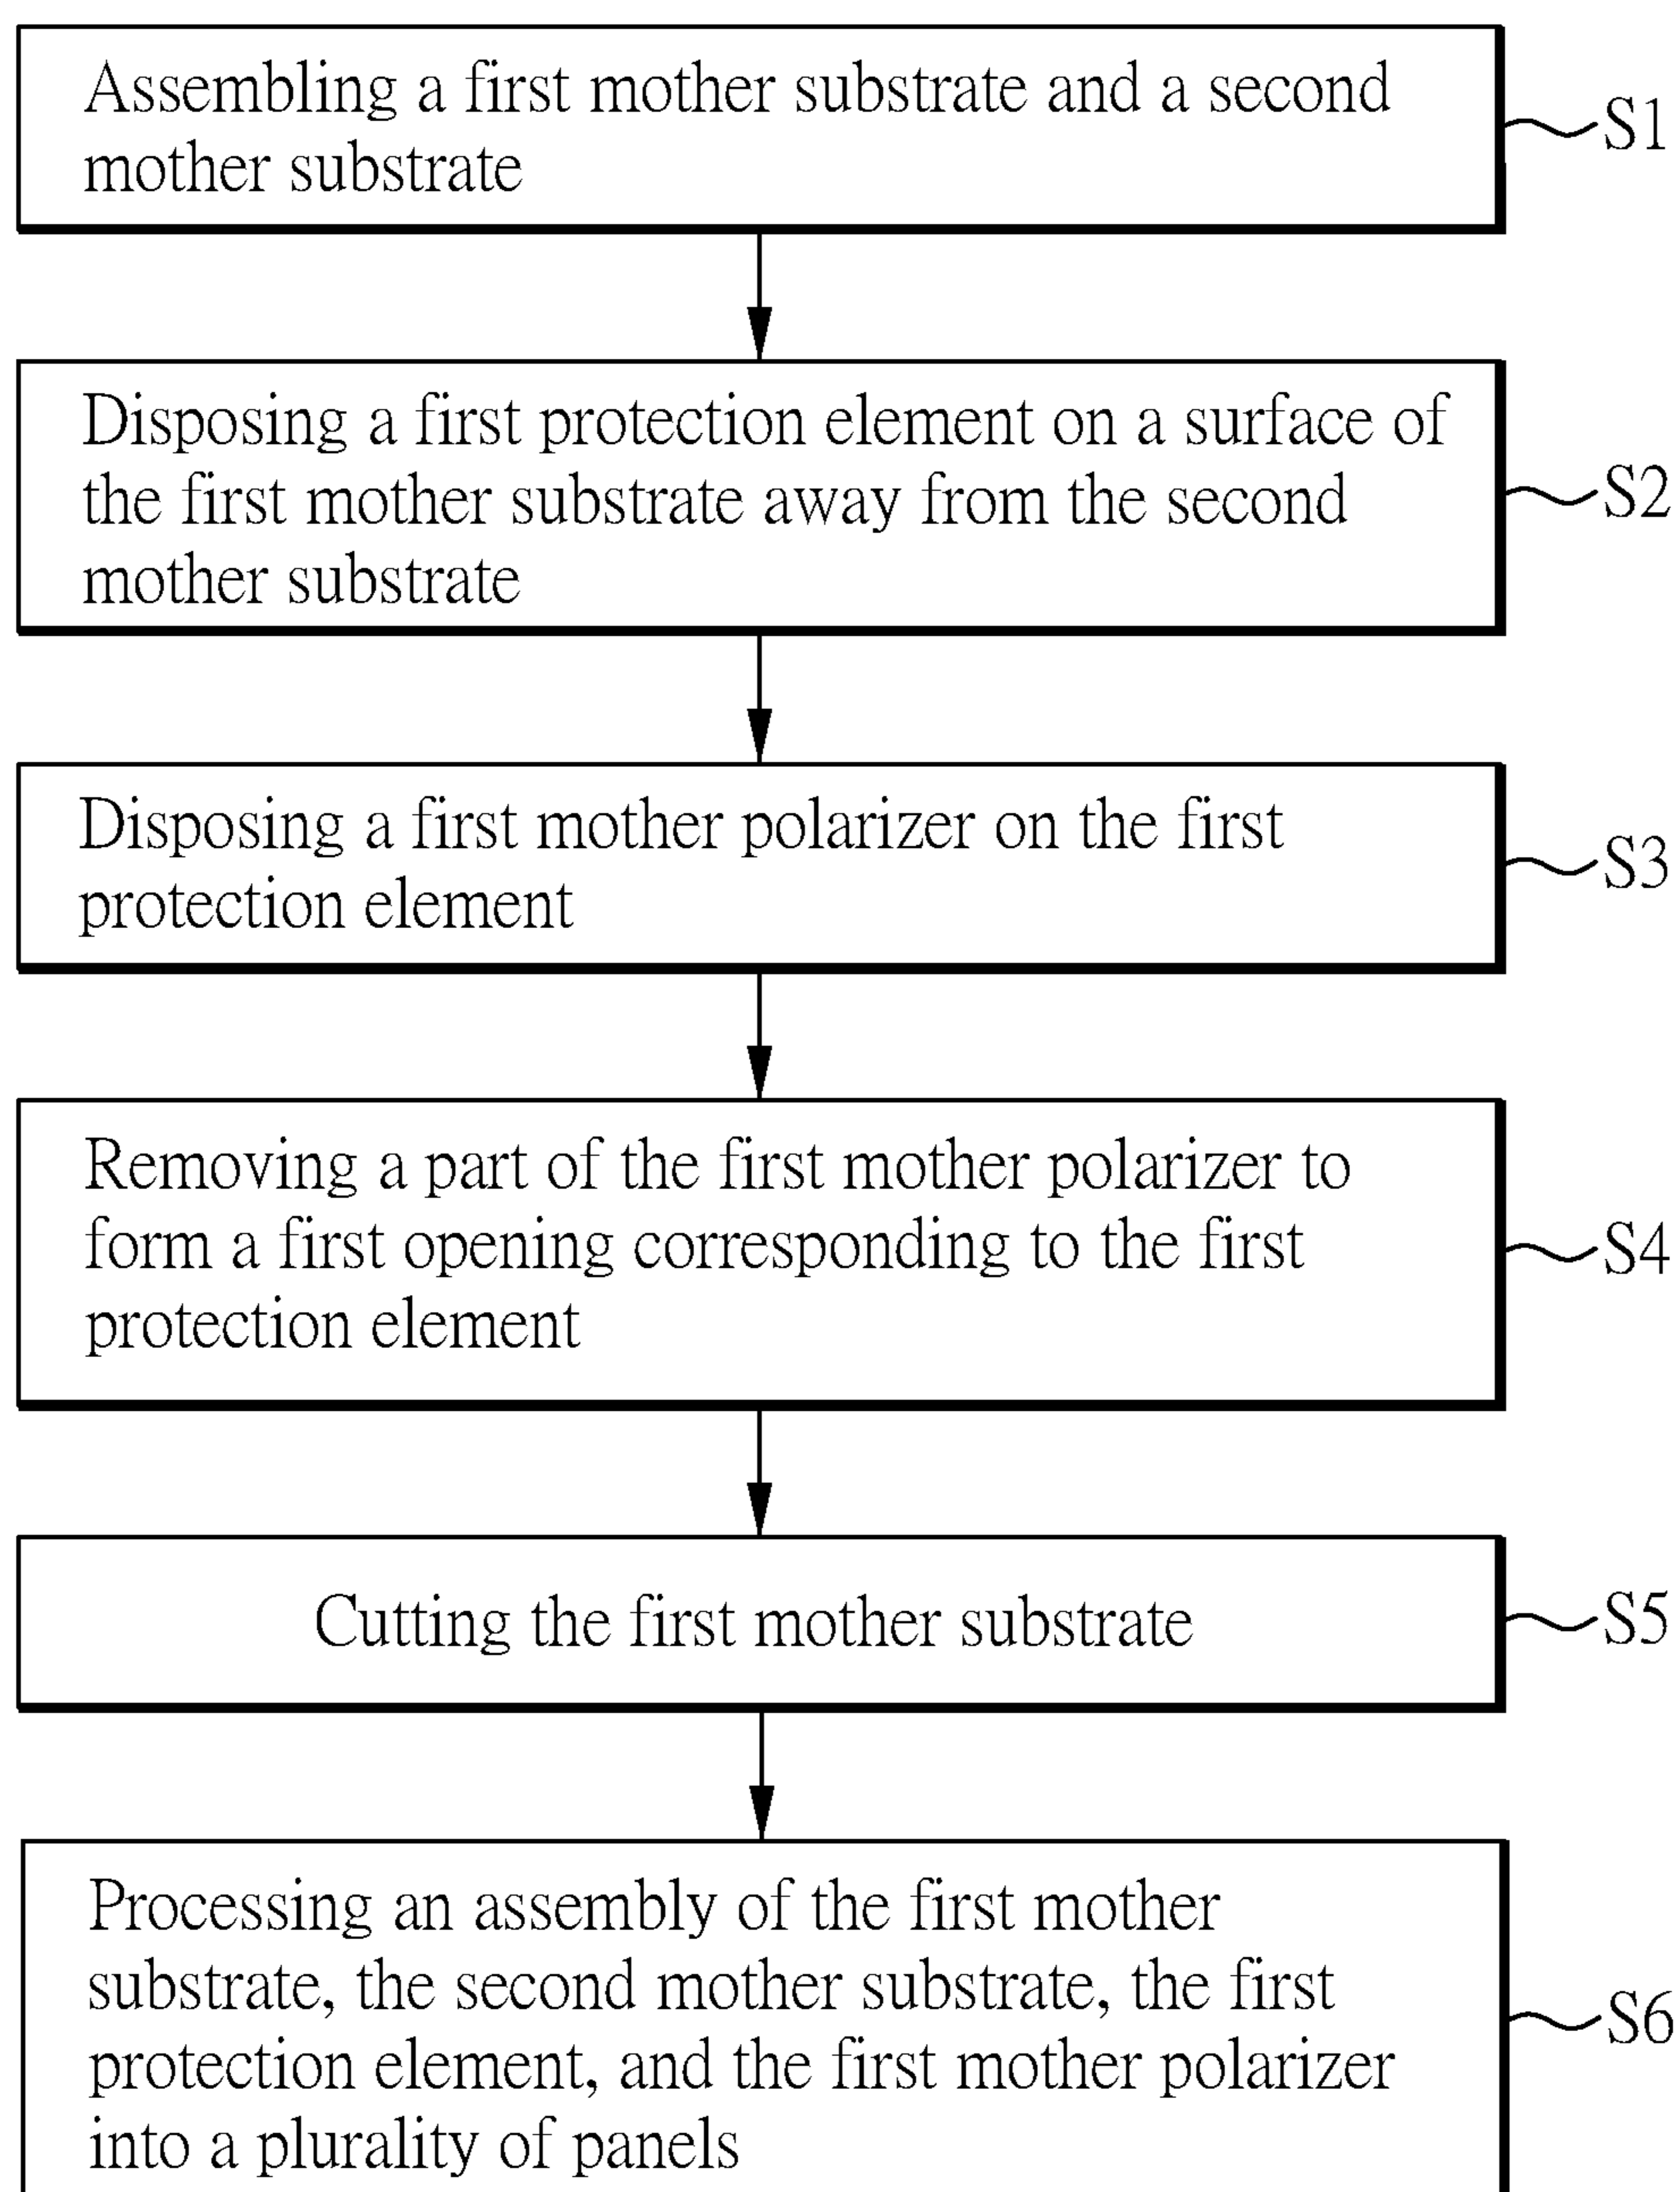 Assembling a first mother substrate and a second
mother substrate
S1
Disposing a first protection element on a surface of
the first mother substrate away from the second
mother substrate
S2
Disposing a first mother polarizer on the first
protection element
S3
Removing a part of the first mother polarizer to
form a first opening corresponding to the first
protection element
S4
Cutting the first mother substrate
S5
Processing an assembly of the first mother
substrate, the second mother substrate, the first
protection element, and the first mother polarizer
into a plurality of panels
S6